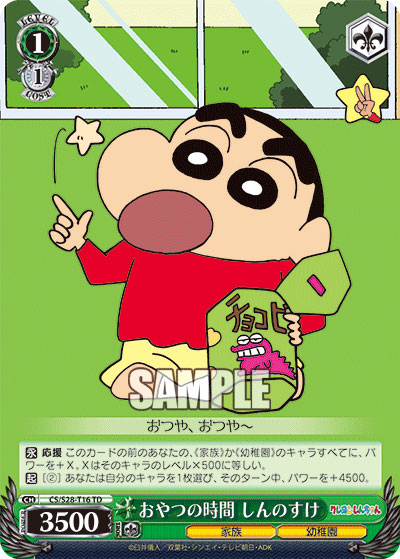 LEVEL
1
1
COST
チョコビ
SAMPLE
おつや、おつや～
永 応援 このカードの前のあなたの、《家族》か《幼稚園》のキャラすべてに、パ
ワーを＋X。Xはそのキャラのレベル×500に等しい。
起 [②] あなたは自分のキャラを1枚選び、そのターン中、パワーを＋4500。
CH CS/S28-T16 TD
3500
おやつの時間 しんのすけ
クレヨンしんちゃん
家族 幼稚園
©臼井儀人／双葉社・シンエイ・テレビ朝日・ADK